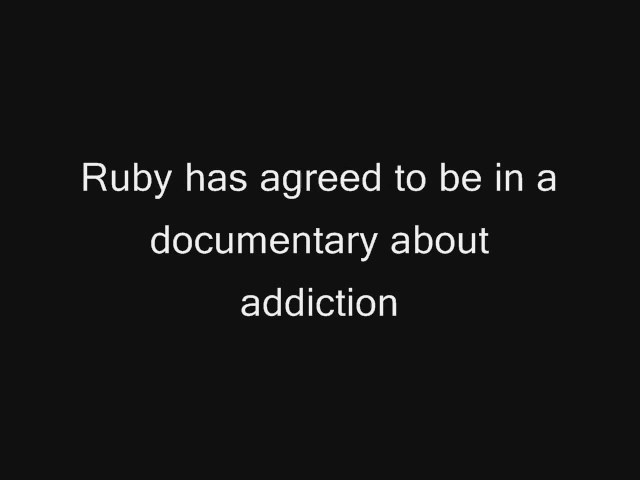 Ruby has agreed to be in a
documentary about
addiction